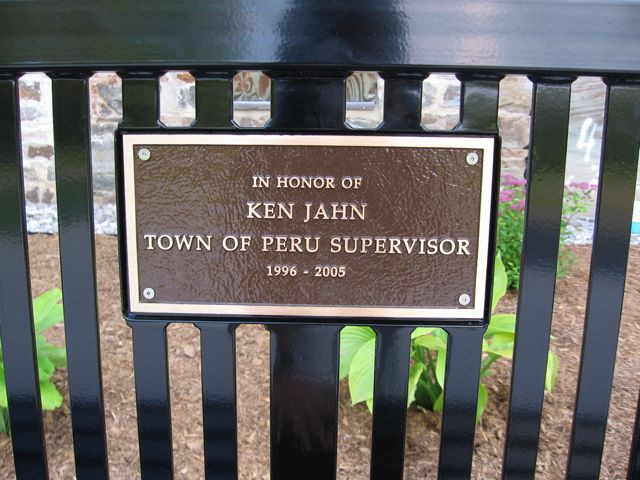 IN HONOR OF
KEN JAHN
TOWN OF PERU SUPERVISOR
1996 - 2005